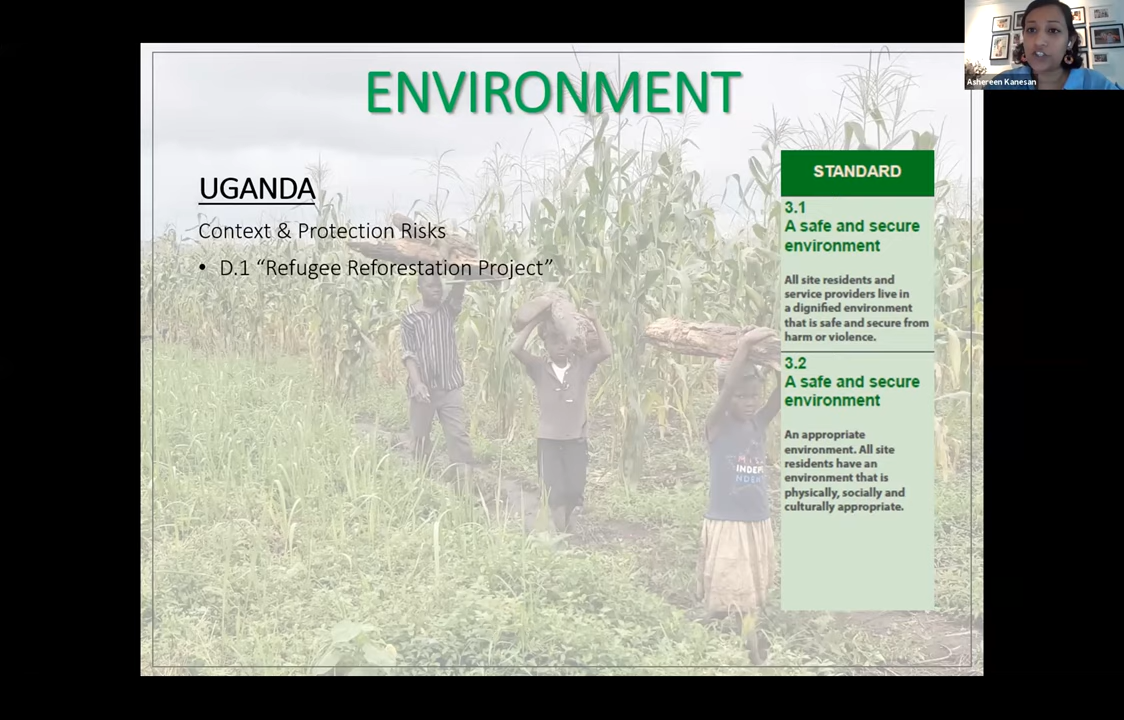 ENVIRONMENT
Ashereen Kanesan
UGANDA
Context & Protection Risks
• D.1 “Refugee Reforestation Project”
STANDARD
3.1
A safe and secure
environment
All site residents and
service providers live in
a dignified environment
that is safe and secure from
harm or violence.
3.2
A safe and secure
environment
An appropriate
environment. All site
residents have an
environment that is
physically, socially and
culturally appropriate.